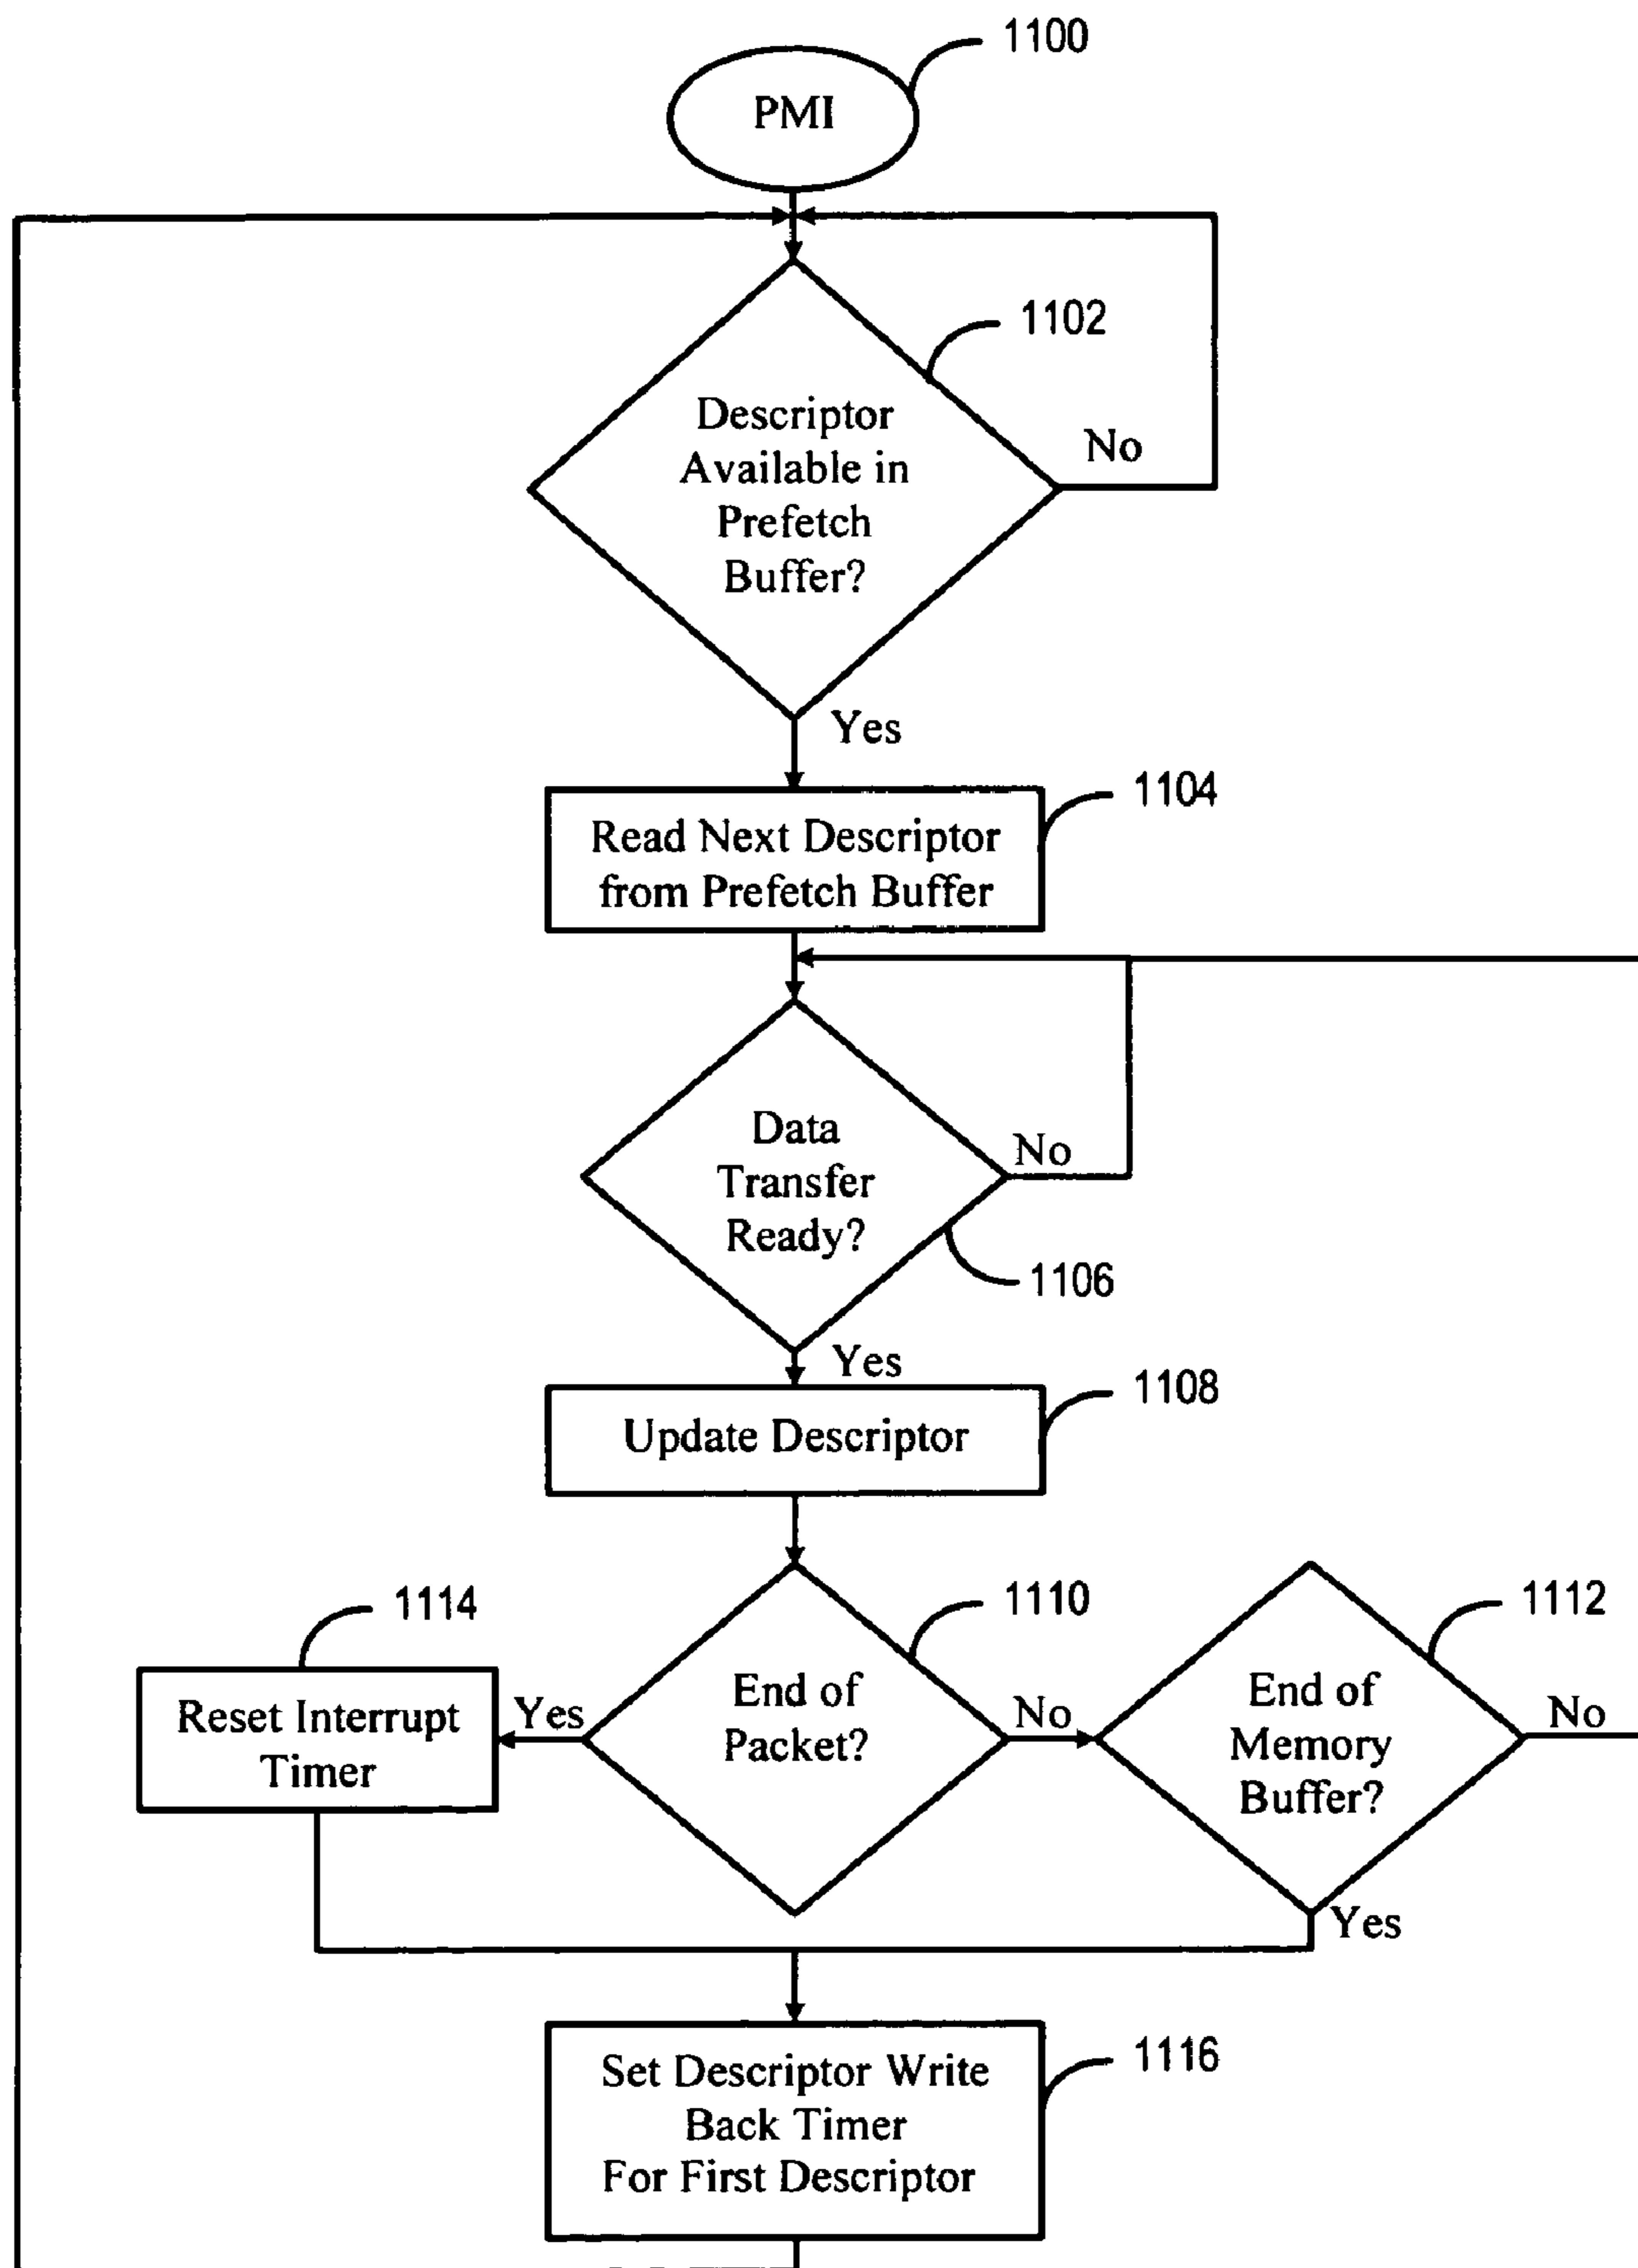 1100
PMI
1102
Descriptor
Available in
Prefetch
Buffer?
No
Yes
1104
Read Next Descriptor
from Prefetch Buffer
Data
Transfer
Ready?
No
1106
Yes
1108
Update Descriptor
1114
1110
1112
Reset Interrupt
Timer
Yes
End of
Packet?
No
End of
Memory
Buffer?
No
Yes
1116
Set Descriptor Write
Back Timer
For First Descriptor